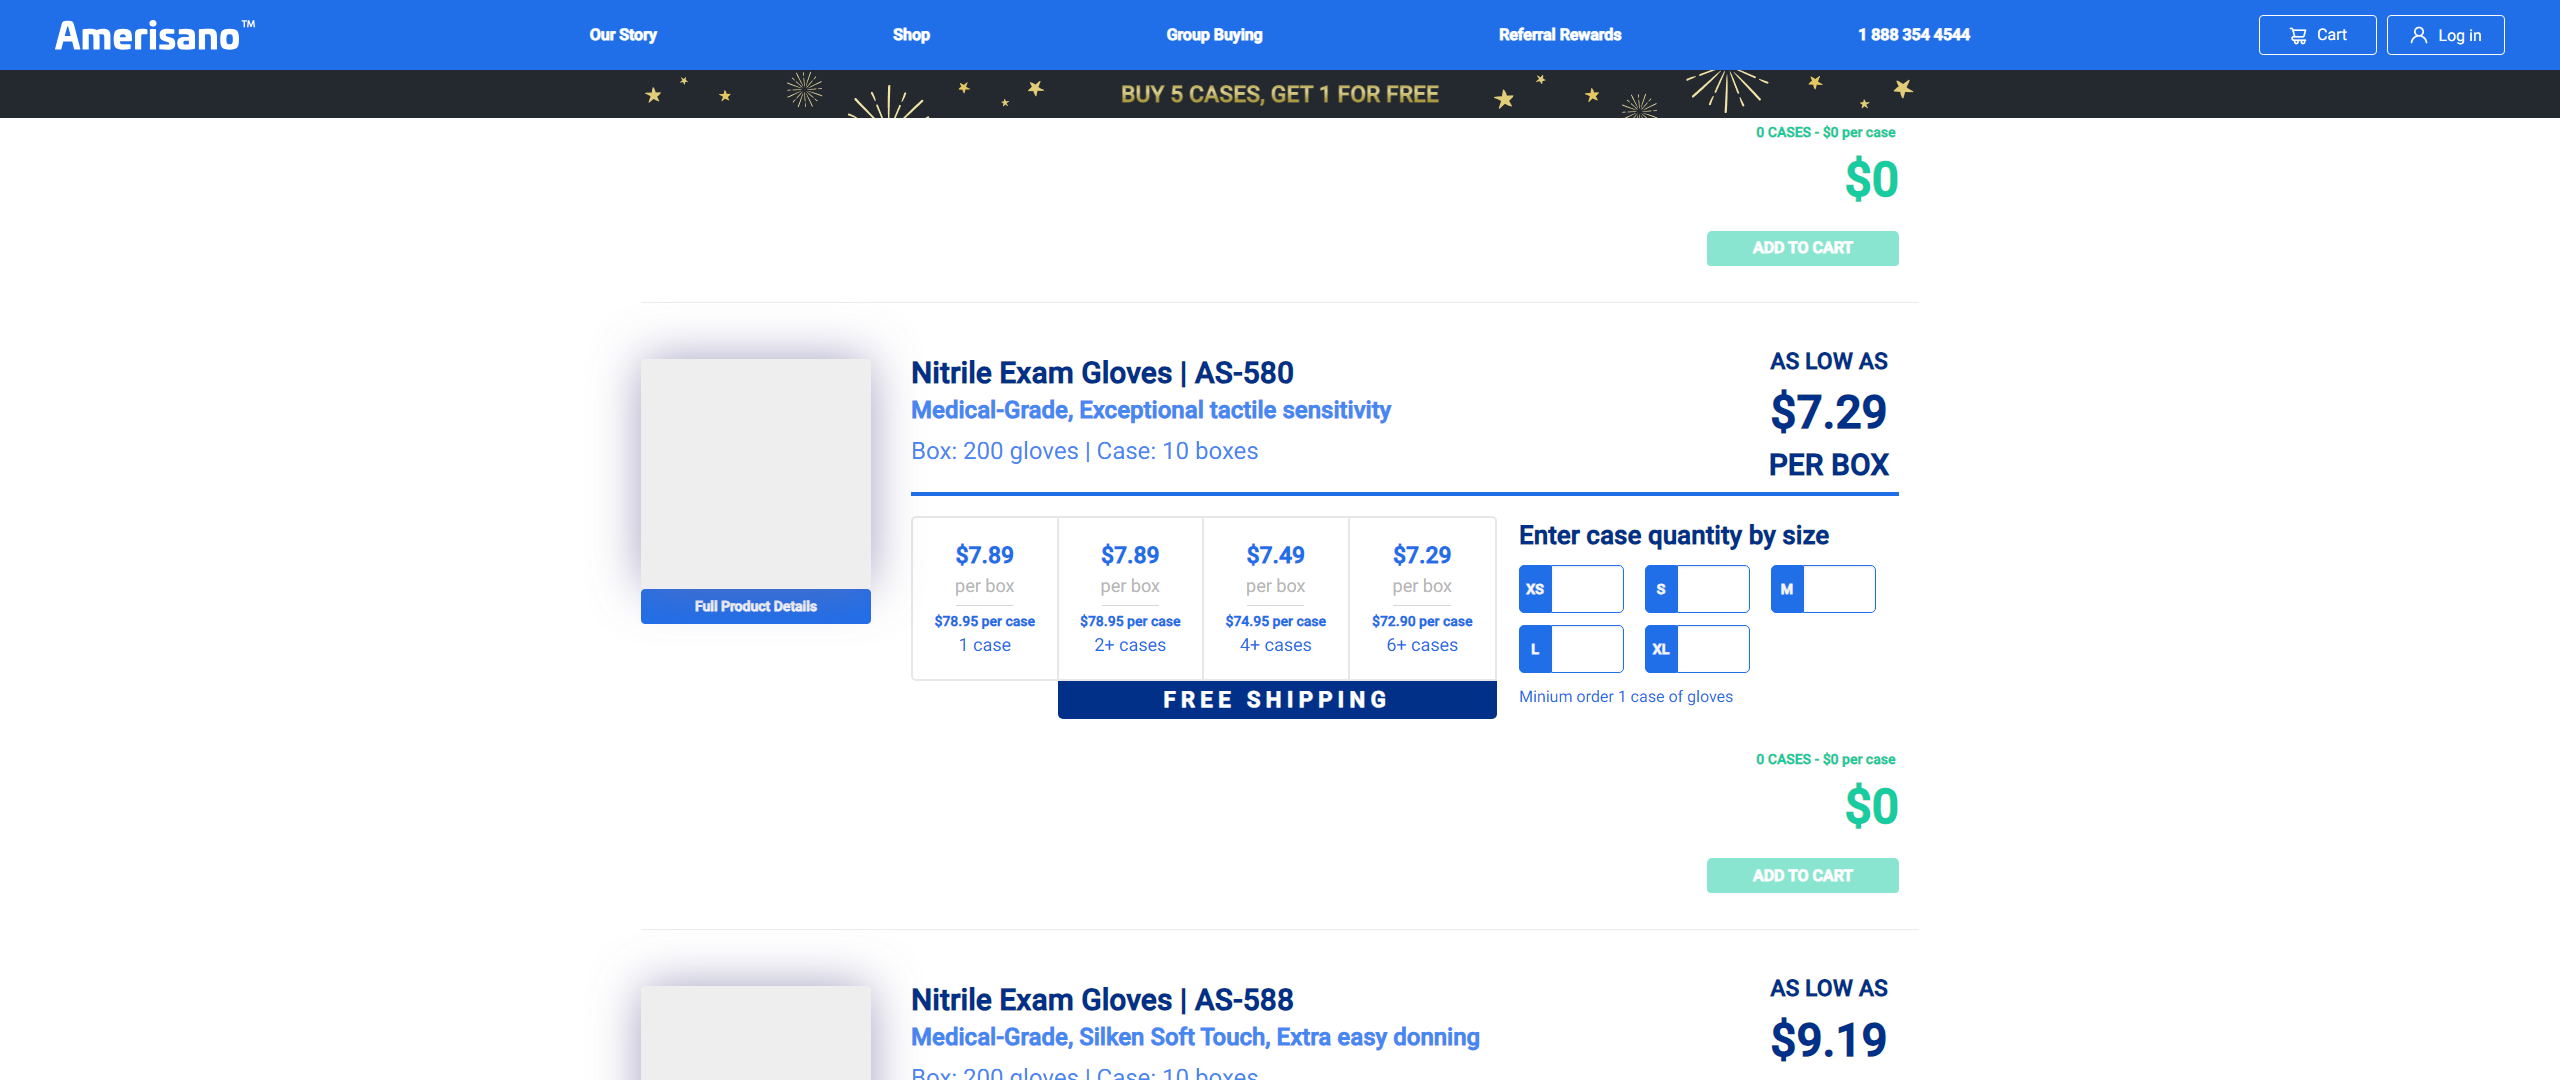 Amerisano™
Our Story
Shop
Group Buying
Referral Rewards
1 888 354 4544
Cart
Log in
BUY 5 CASES, GET 1 FOR FREE
0 CASES - $0 per case
$0
ADD TO CART
Nitrile Exam Gloves | AS-580
Medical-Grade, Exceptional tactile sensitivity
Box: 200 gloves | Case: 10 boxes
AS LOW AS
$7.29
PER BOX
Full Product Details
$7.89
per box
$78.95 per case
1 case
$7.89
per box
$78.95 per case
2+ cases
$7.49
per box
$74.95 per case
4+ cases
$7.29
per box
$72.90 per case
6+ cases
FREE SHIPPING
Enter case quantity by size
XS
S
M
L
XL
Minium order 1 case of gloves
0 CASES - $0 per case
$0
ADD TO CART
Nitrile Exam Gloves | AS-588
Medical-Grade, Silken Soft Touch, Extra easy donning
Box: 200 gloves | Case: 10 boxes
AS LOW AS
$9.19